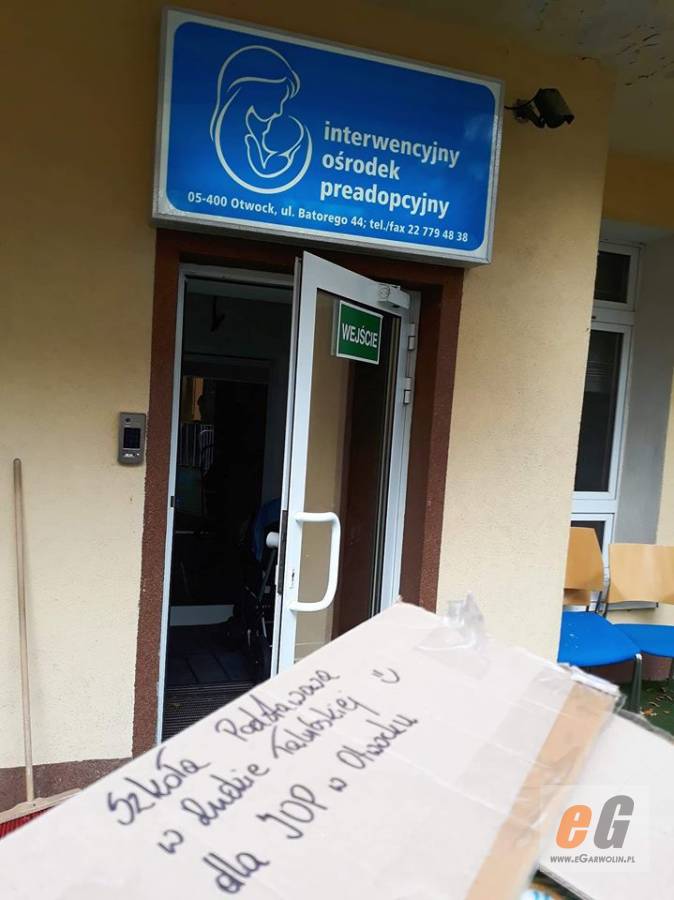 interwencyjny
ośrodek
preadopcyjny
05-400 Otwock, ul. Batorego 44; tel./fax 22 779 48 38
WEJŚCIE
Szkoła Podstawowa
w Rudzie Talubskiej
dla IOP w Otwocku
eG
www.eGarwolin.pl